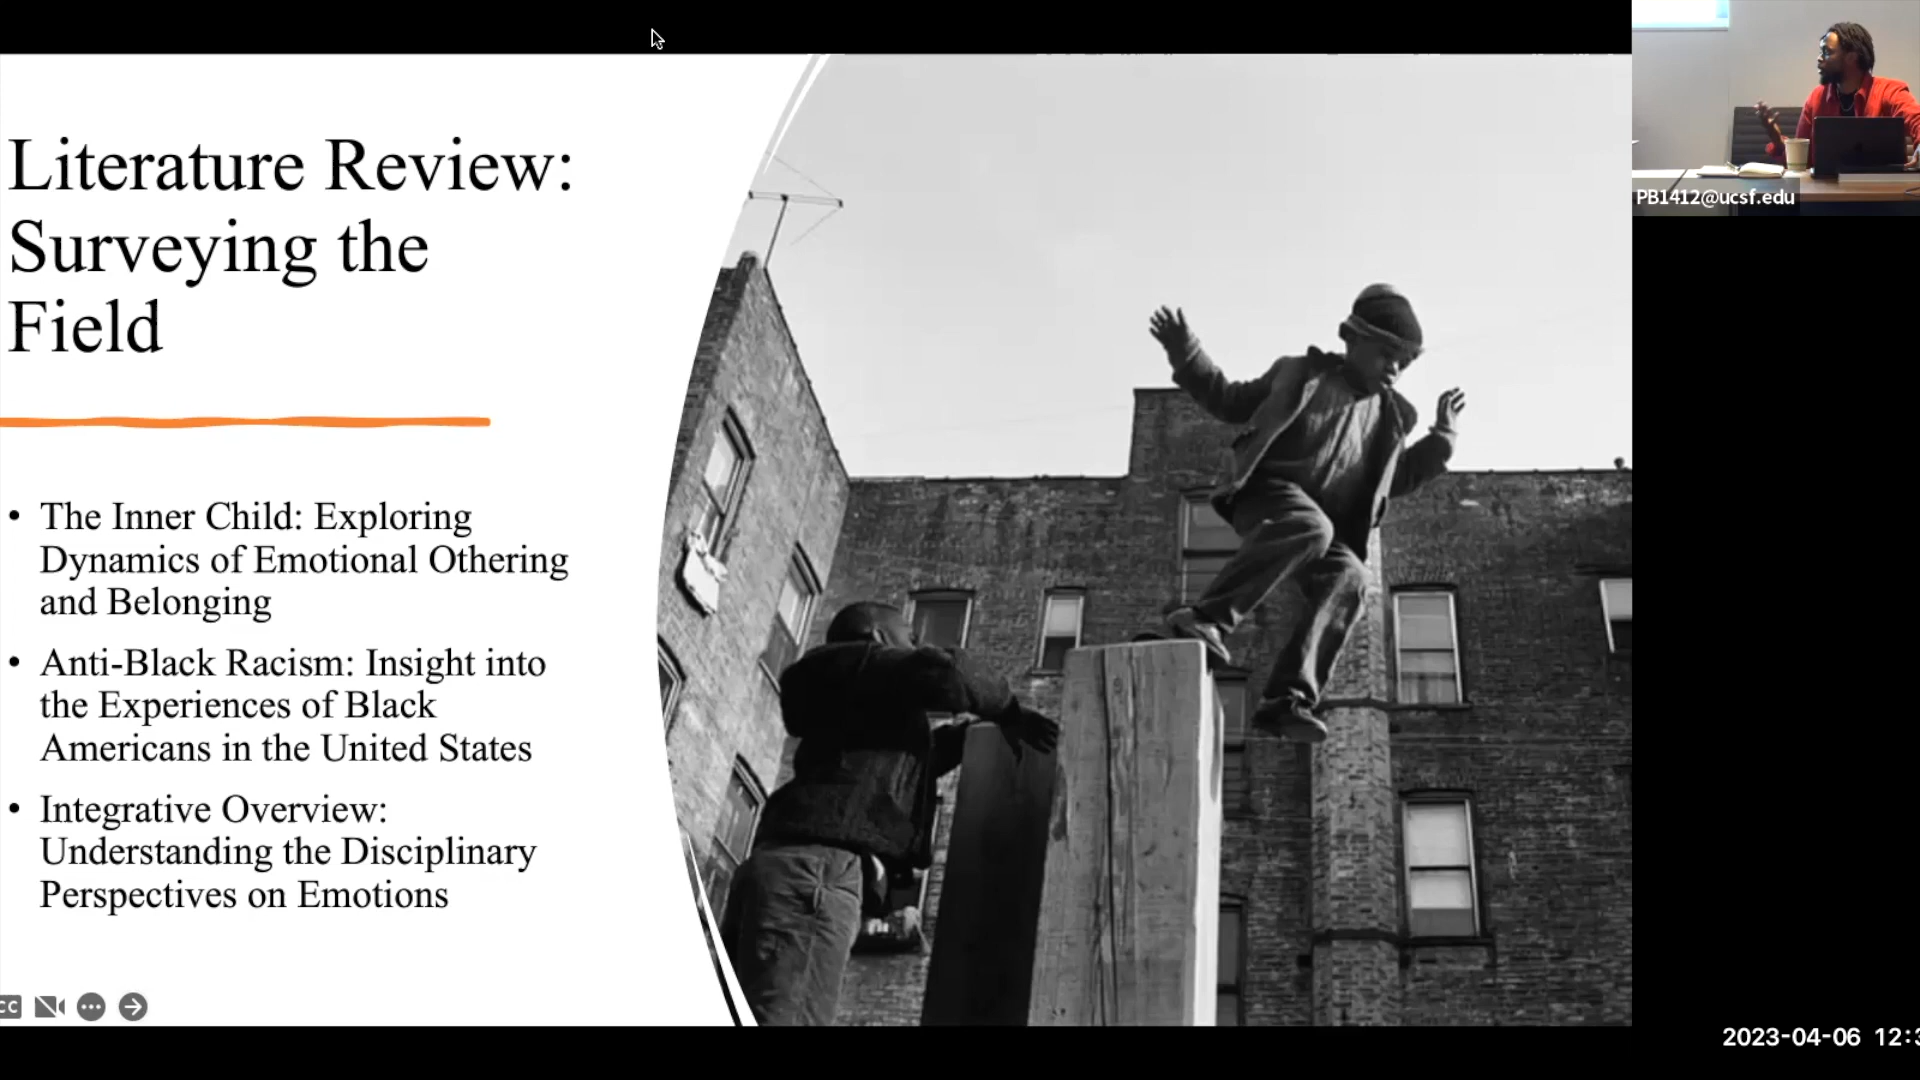 Literature Review:
Surveying the
Field
• The Inner Child: Exploring
Dynamics of Emotional Othering
and Belonging
• Anti-Black Racism: Insight into
the Experiences of Black
Americans in the United States
• Integrative Overview:
Understanding the Disciplinary
Perspectives on Emotions
CC
PB1412@ucsf.edu
2023-04-06 12:3